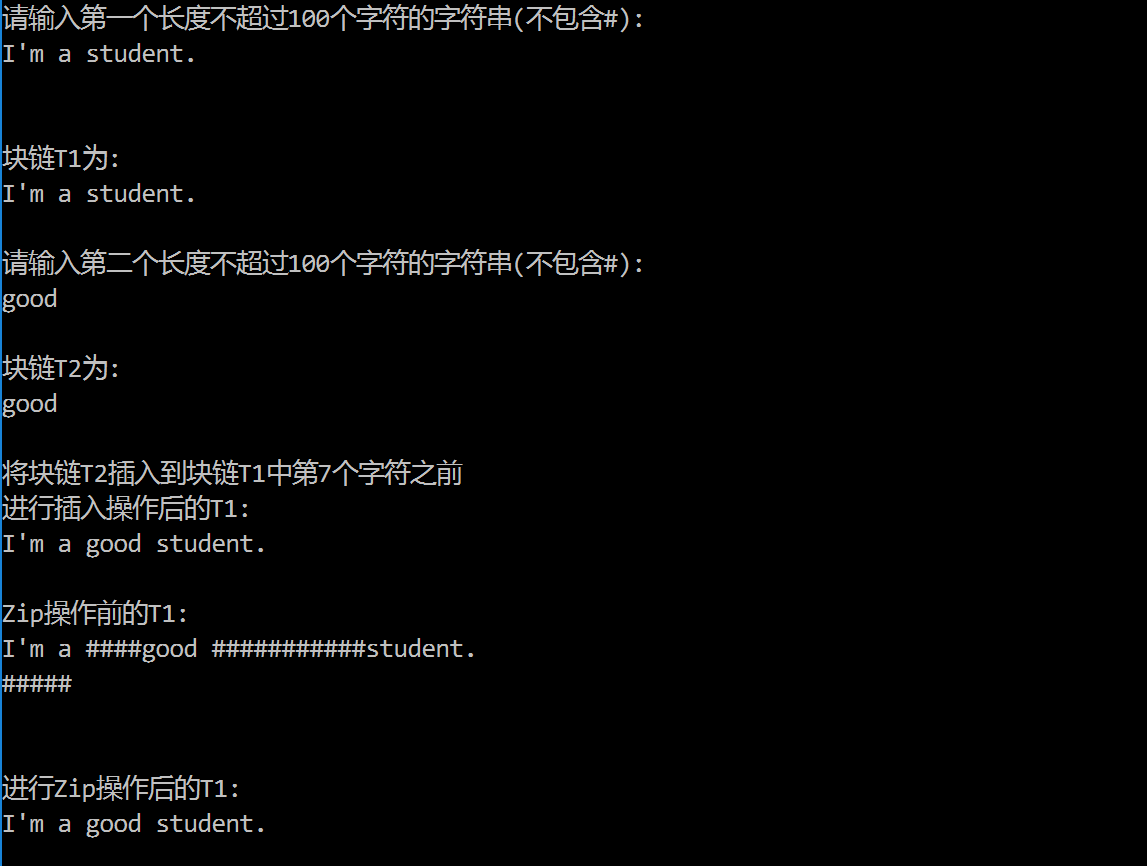 请输入第一个长度不超过100个字符的字符串(不包含#):
I'm a student.
块链T1为:
I'm a student.
请输入第二个长度不超过100个字符的字符串(不包含#):
good
块链T2为:
good
将块链T2插入到块链T1中第7个字符之前
进行插入操作后的T1:
I'm a good student.
Zip操作前的T1:
I'm a ####good ###########student.
#####
进行Zip操作后的T1:
I'm a good student.